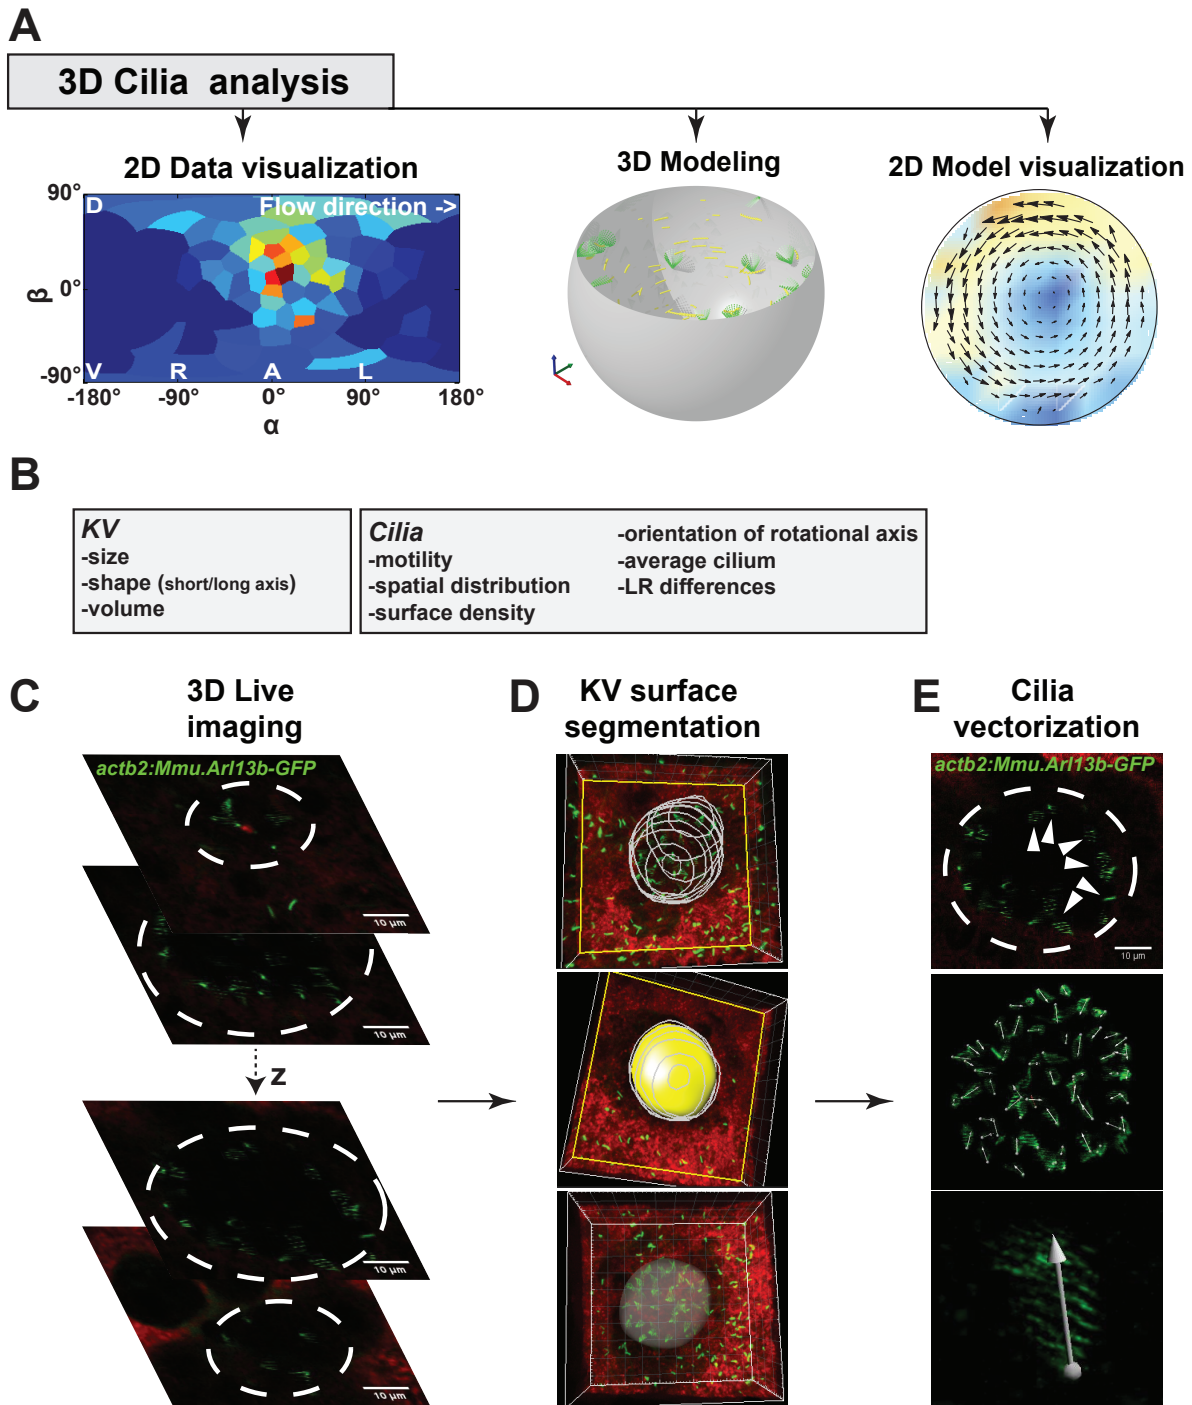 A
3D Cilia analysis
2D Data visualization
3D Modeling
2D Model visualization
90°
D
Flow direction ->
β
0°
-90°
V
R
A
L
-180°
-90°
0°
90°
180°
α
B
KV
-size
-shape (short/long axis)
-volume
Cilia
-motility
-spatial distribution
-surface density
-orientation of rotational axis
-average cilium
-LR differences
C
3D Live
imaging
actb2:Mmu.Arl13b-GFP
10 µm
10 µm
z
10 µm
10 µm
D
KV surface
segmentation
E
Cilia
vectorization
actb2:Mmu.Arl13b-GFP
10 µm